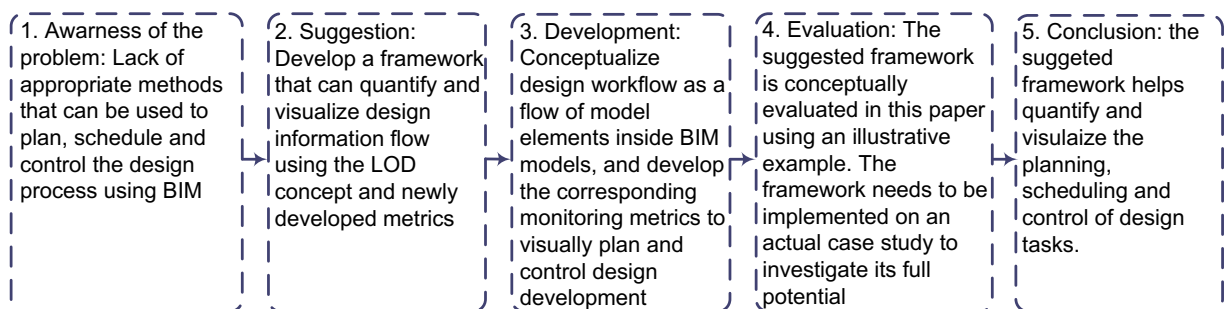 1. Awarness of the
problem: Lack of
appropriate methods
that can be used to
plan, schedule and
control the design
process using BIM
2. Suggestion:
Develop a framework
that can quantify and
visualize design
information flow
using the LOD
concept and newly
developed metrics
3. Development:
Conceptualize
design workflow as a
flow of model
elements inside BIM
models, and develop
the corresponding
monitoring metrics to
visually plan and
control design
development
4. Evaluation: The
suggested framework
is conceptually
evaluated in this paper
using an illustrative
example. The
framework needs to be
implemented on an
actual case study to
investigate its full
potential
5. Conclusion: the
suggeted
framework helps
quantify and
visulaize the
planning,
scheduling and
control of design
tasks.